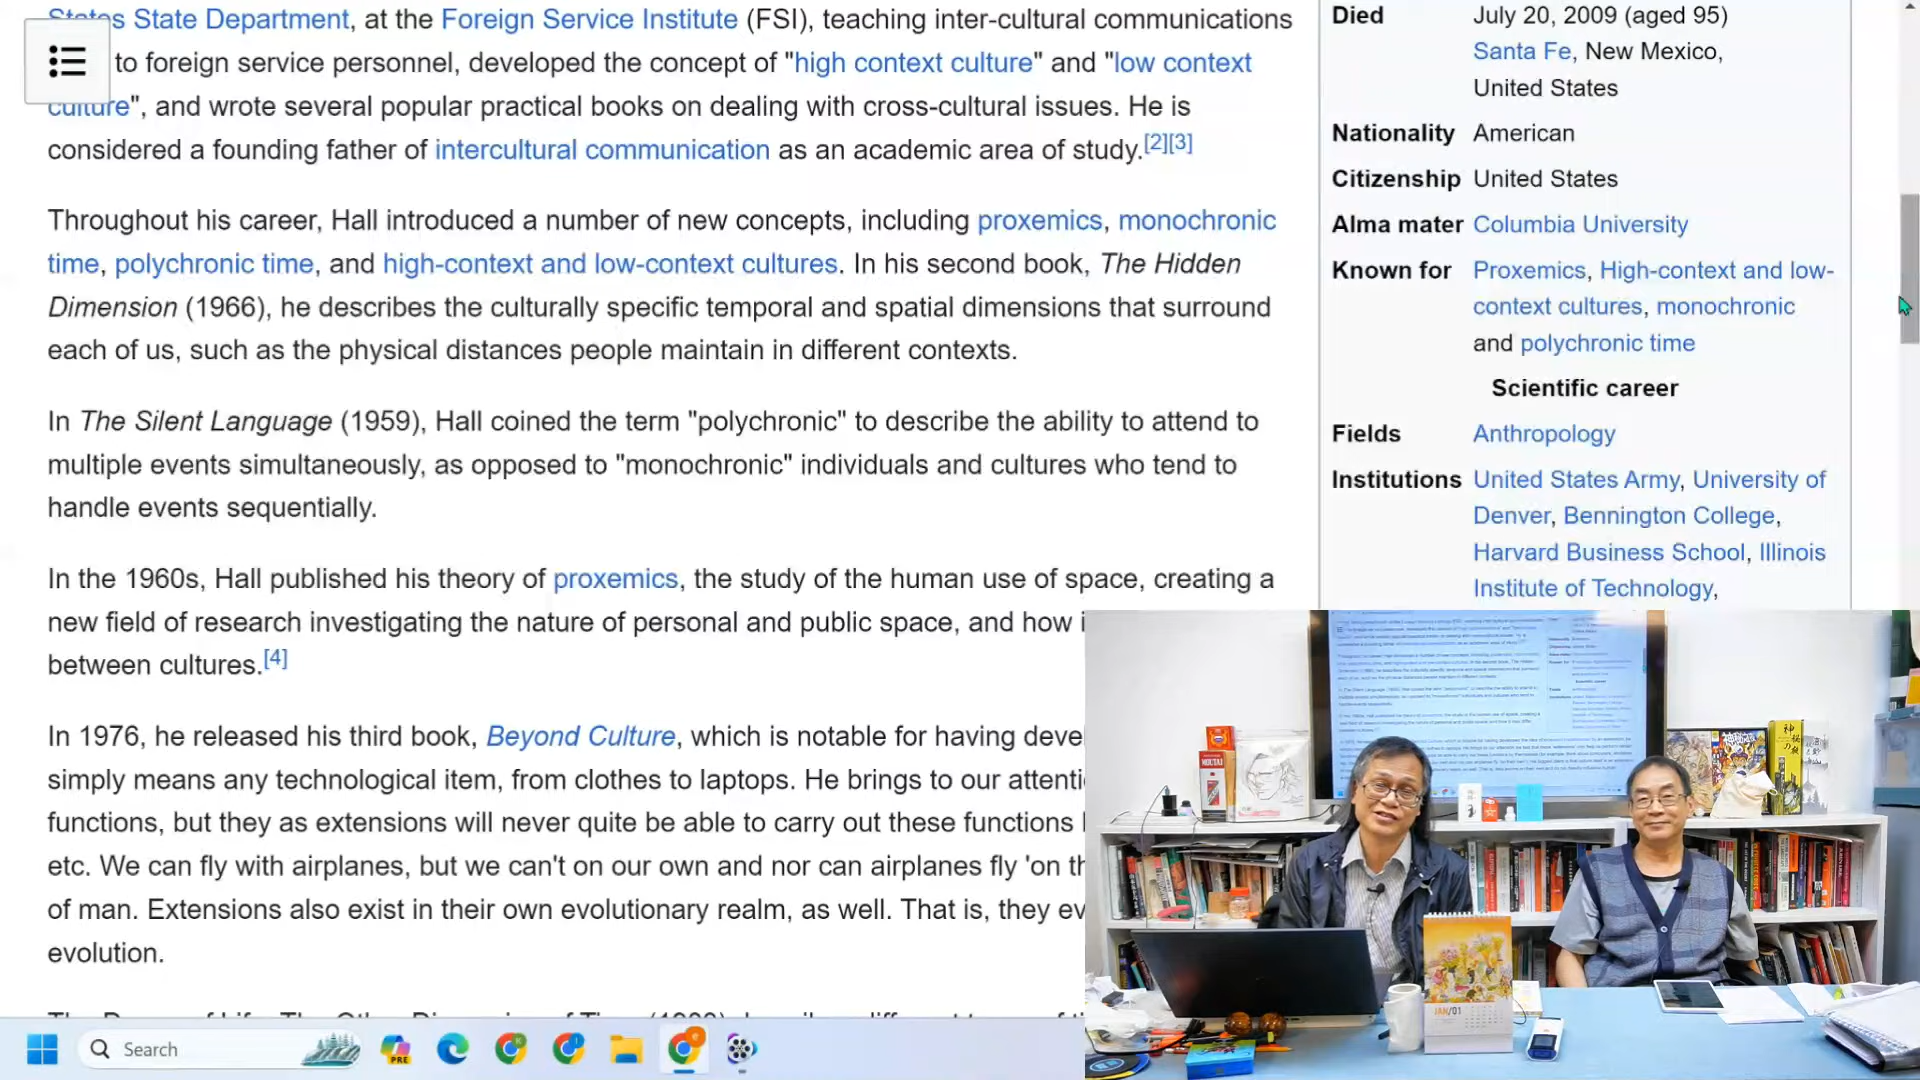 States State Department, at the Foreign Service Institute (FSI), teaching inter-cultural communications
to foreign service personnel, developed the concept of "high context culture" and "low context
culture", and wrote several popular practical books on dealing with cross-cultural issues. He is
considered a founding father of intercultural communication as an academic area of study.[2][3]
Throughout his career, Hall introduced a number of new concepts, including proxemics, monochronic
time, polychronic time, and high-context and low-context cultures. In his second book, The Hidden
Dimension (1966), he describes the culturally specific temporal and spatial dimensions that surround
each of us, such as the physical distances people maintain in different contexts.
In The Silent Language (1959), Hall coined the term "polychronic" to describe the ability to attend to
multiple events simultaneously, as opposed to "monochronic" individuals and cultures who tend to
handle events sequentially.
In the 1960s, Hall published his theory of proxemics, the study of the human use of space, creating a
new field of research investigating the nature of personal and public space, and how i
between cultures.[4]
In 1976, he released his third book, Beyond Culture, which is notable for having deve
simply means any technological item, from clothes to laptops. He brings to our attenti
functions, but they as extensions will never quite be able to carry out these functions
etc. We can fly with airplanes, but we can't on our own and nor can airplanes fly 'on th
of man. Extensions also exist in their own evolutionary realm, as well. That is, they ev
evolution.
Died July 20, 2009 (aged 95)
Santa Fe, New Mexico,
United States
Nationality American
Citizenship United States
Alma mater Columbia University
Known for Proxemics, High-context and low-
context cultures, monochronic
and polychronic time
Scientific career
Fields Anthropology
Institutions United States Army, University of
Denver, Bennington College,
Harvard Business School, Illinois
Institute of Technology,
MOUTAI
JAN/01
Search
PRE